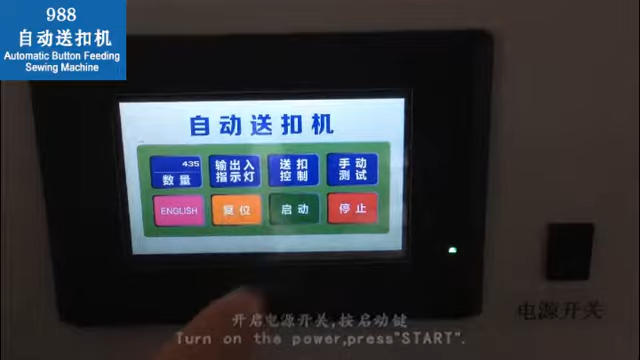 988
自动送扣机
Automatic Button Feeding
Sewing Machine
自动送扣机
435
数量
输出入
指示灯
送扣
控制
手动
测试
ENGLISH
复位
启动
停止
电源开关
开启电源开关,按启动键
Turn on the power,press"START".